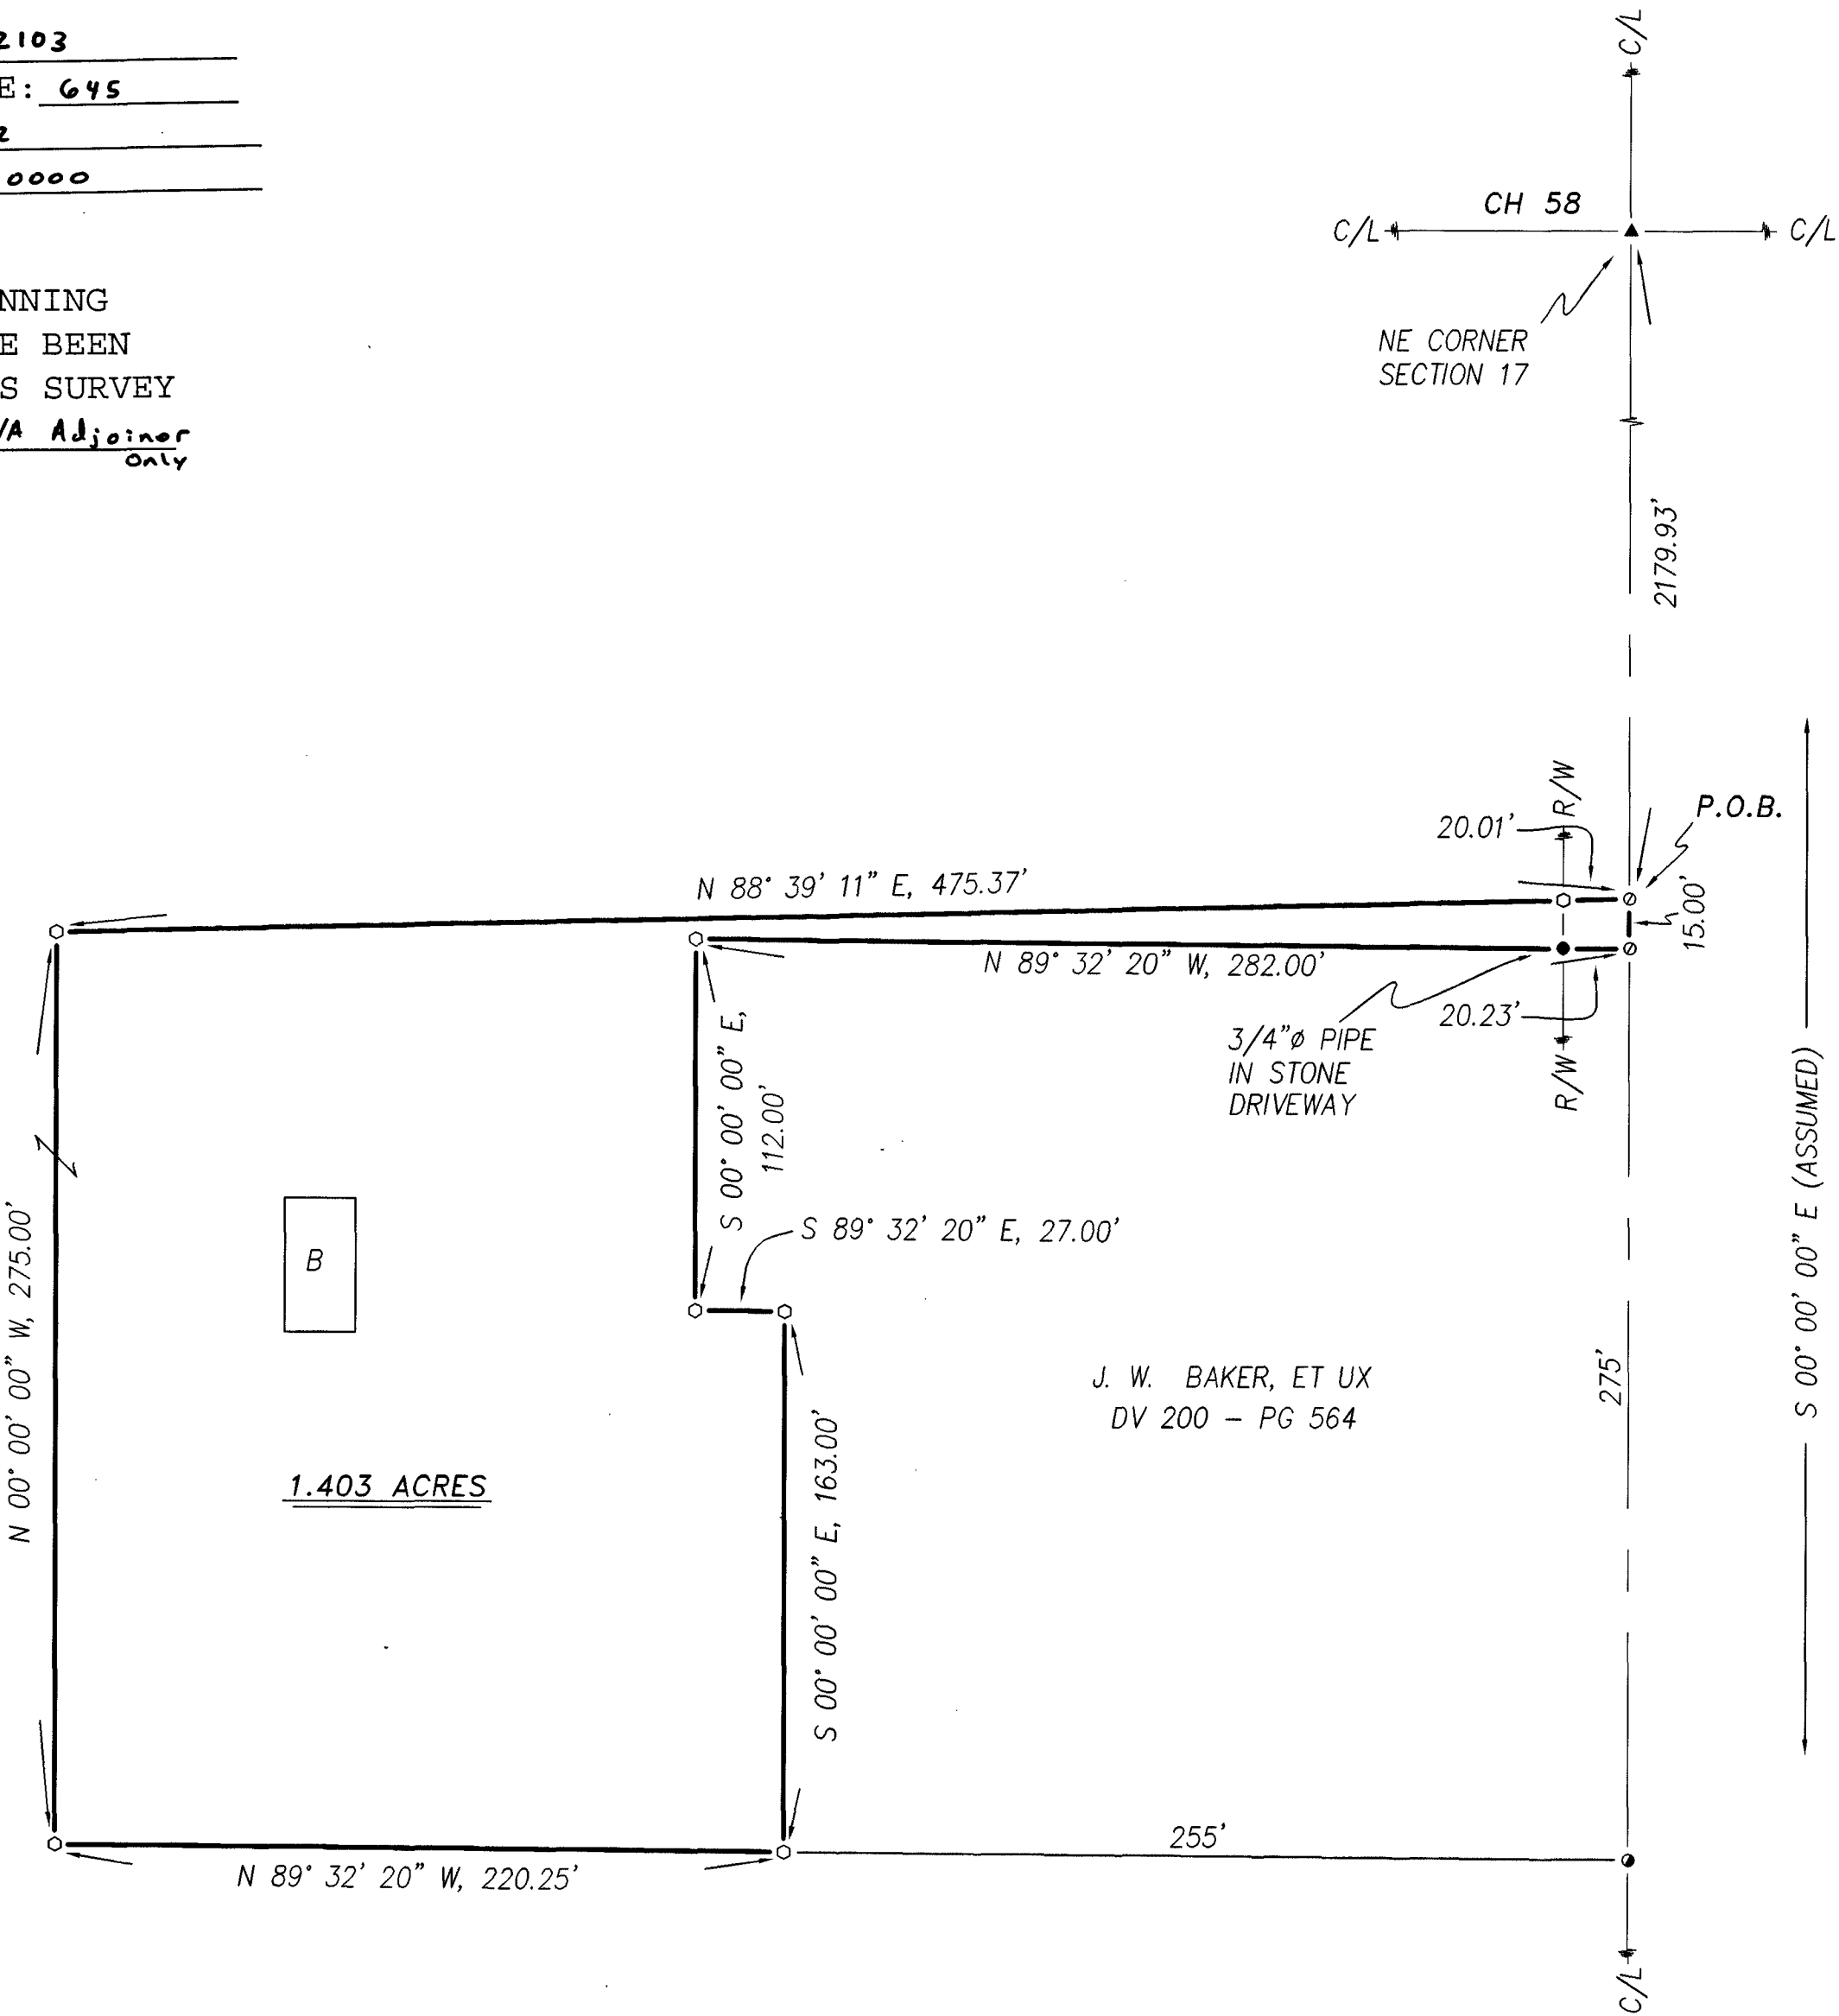 2103
E: 645
2
0000
NNING
E BEEN
S SURVEY
/A Adjoiner
only
C/L
CH 58
C/L
C/L
NE CORNER
SECTION 17
2179.93'
R/W
20.01'
P.O.B.
15.00'
N 88° 39' 11" E, 475.37'
N 89° 32' 20" W, 282.00'
20.23'
3/4"ø PIPE
IN STONE
DRIVEWAY
R/W
S 00° 00' 00" E,
112.00'
S 00° 00' 00" E (ASSUMED)
N 00° 00' 00" W, 275.00'
B
S 89° 32' 20" E, 27.00'
J. W. BAKER, ET UX
DV 200 – PG 564
275'
1.403 ACRES
S 00° 00' 00" E, 163.00'
255'
N 89° 32' 20" W, 220.25'
C/L